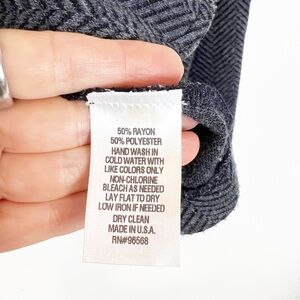 50% RAYON
50% POLYESTER
HAND WASH IN
COLD WATER WITH
LIKE COLORS ONLY
NON-CHLORINE
BLEACH AS NEEDED
LAY FLAT TO DRY
LOW IRON IF NEEDED
DRY CLEAN
MADE IN U.S.A.
RN#96568